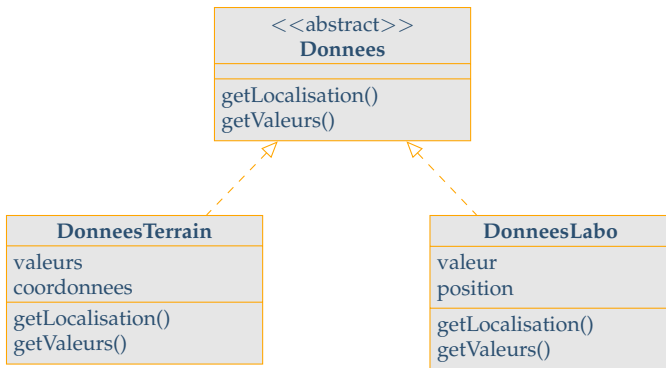 <<abstract>>
Donnees
getLocalisation()
getValeurs()
DonneesTerrain
valeurs
coordonnees
getLocalisation()
getValeurs()
DonneesLabo
valeur
position
getLocalisation()
getValeurs()